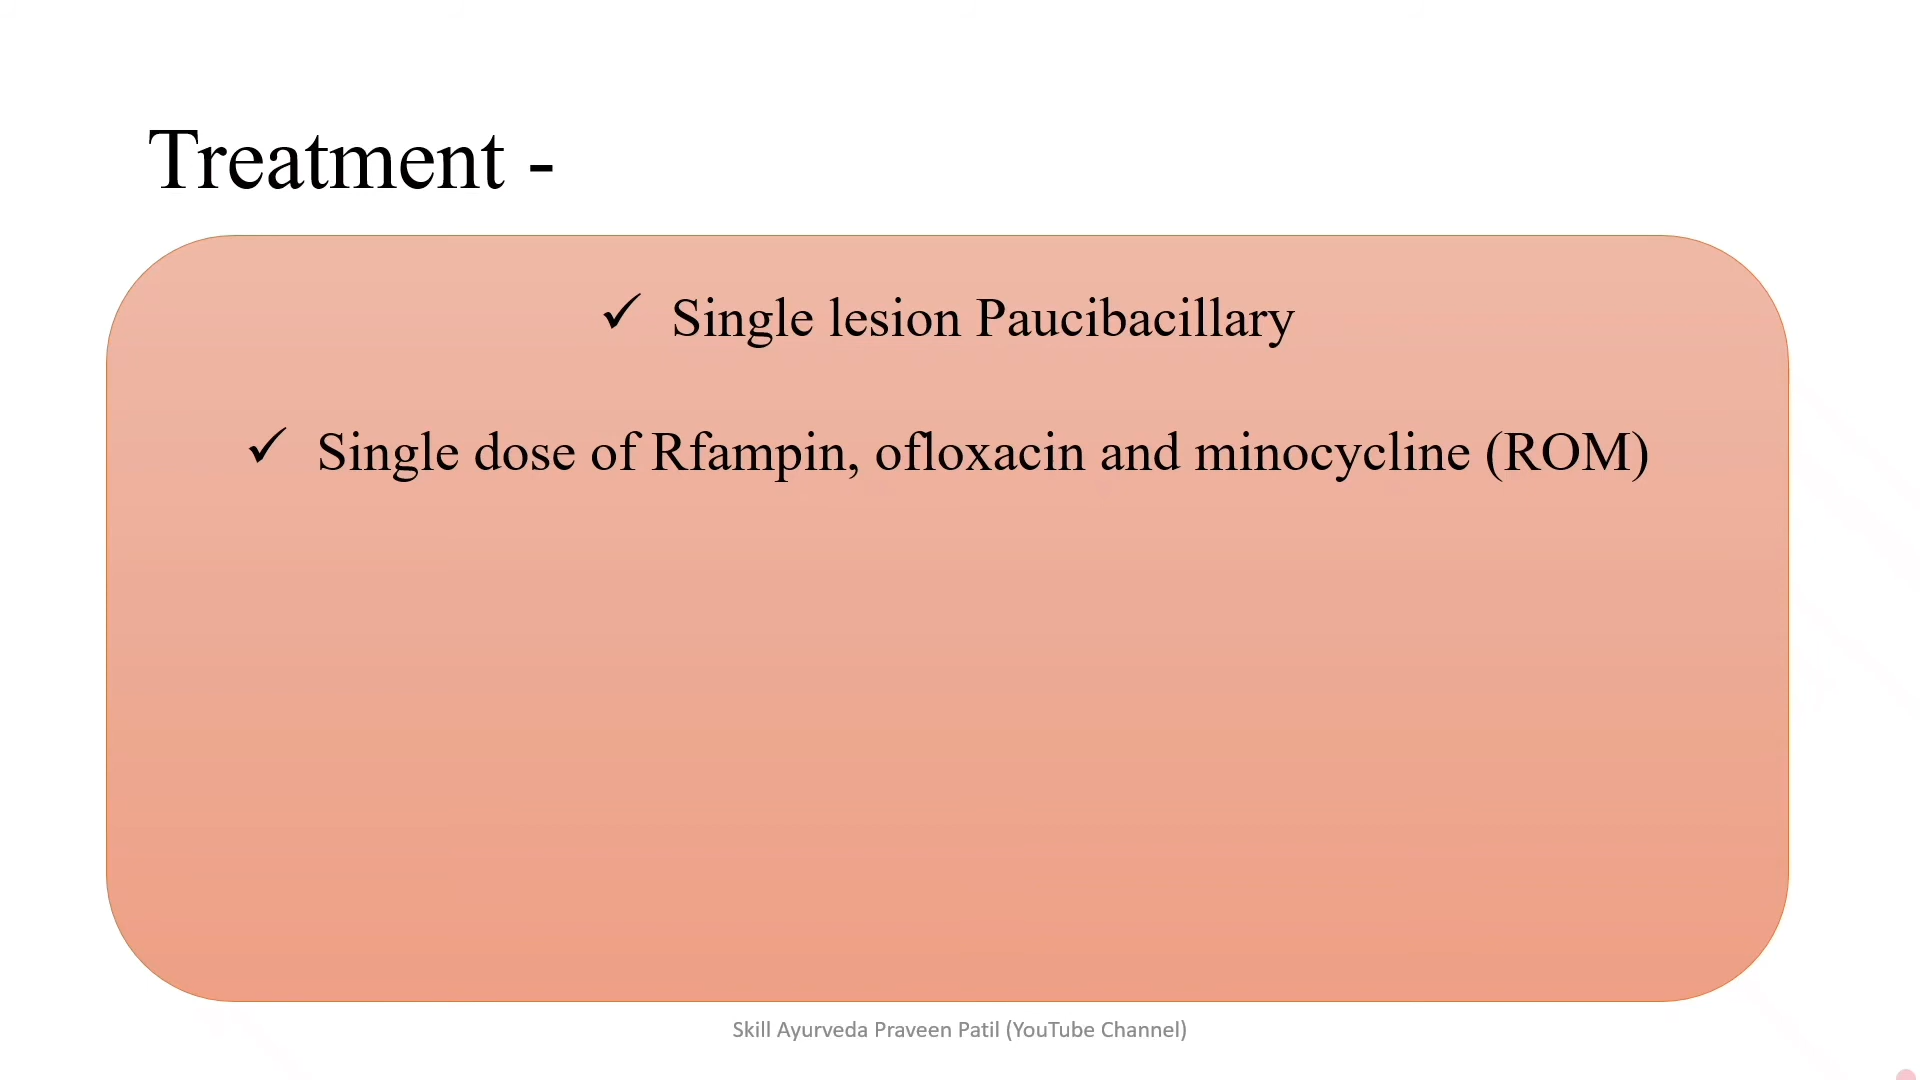 Treatment -
✓ Single lesion Paucibacillary
✓ Single dose of Rfampin, ofloxacin and minocycline (ROM)
Skill Ayurveda Praveen Patil (YouTube Channel)